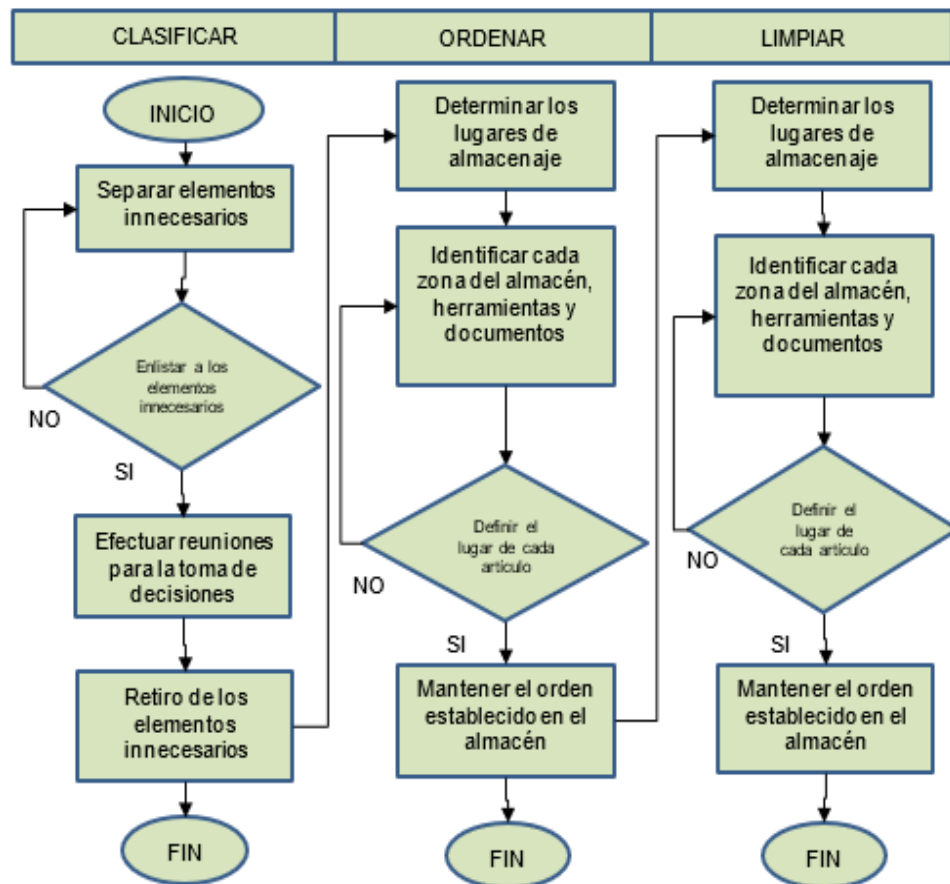 CLASIFICAR
ORDENAR
LIMPIAR
INICIO
Separar elementos
innecesarios
Enlistar a los
elementos
innecesarios
NO
SI
Efectuar reuniones
para la toma de
decisiones
Retiro de los
elementos
innecesarios
FIN
Determinar los
lugares de
almacenaje
Identificar cada
zona del almacén,
herramientas y
documentos
Definir el
lugar de cada
artículo
NO
SI
Mantener el orden
establecido en el
almacén
FIN
Determinar los
lugares de
almacenaje
Identificar cada
zona del almacén,
herramientas y
documentos
Definir el
lugar de
cada artículo
NO
SI
Mantener el orden
establecido en el
almacén
FIN